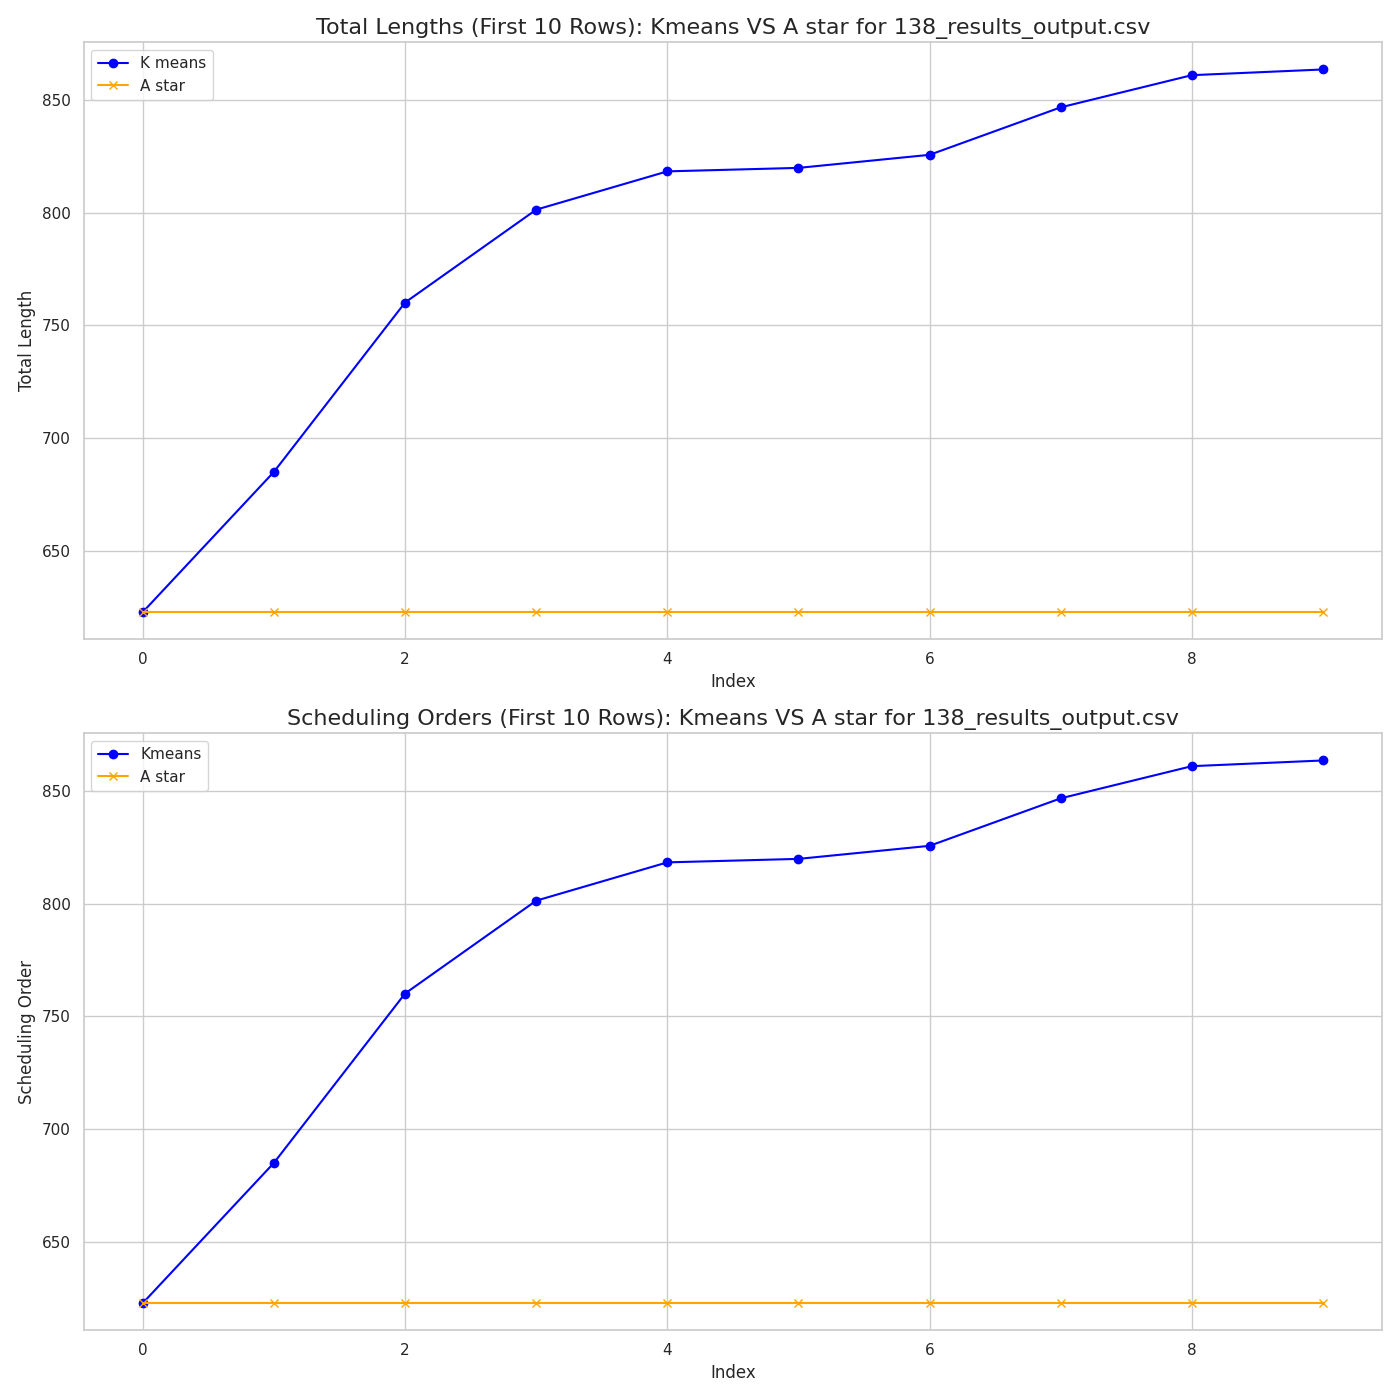 Total Lengths (First 10 Rows): Kmeans VS A star for 138_results_output.csv
K means
A star
850
800
750
700
650
Total Length
0 2 4 6 8
Index
Scheduling Orders (First 10 Rows): Kmeans VS A star for 138_results_output.csv
Kmeans
A star
850
800
750
700
650
Scheduling Order
0 2 4 6 8
Index